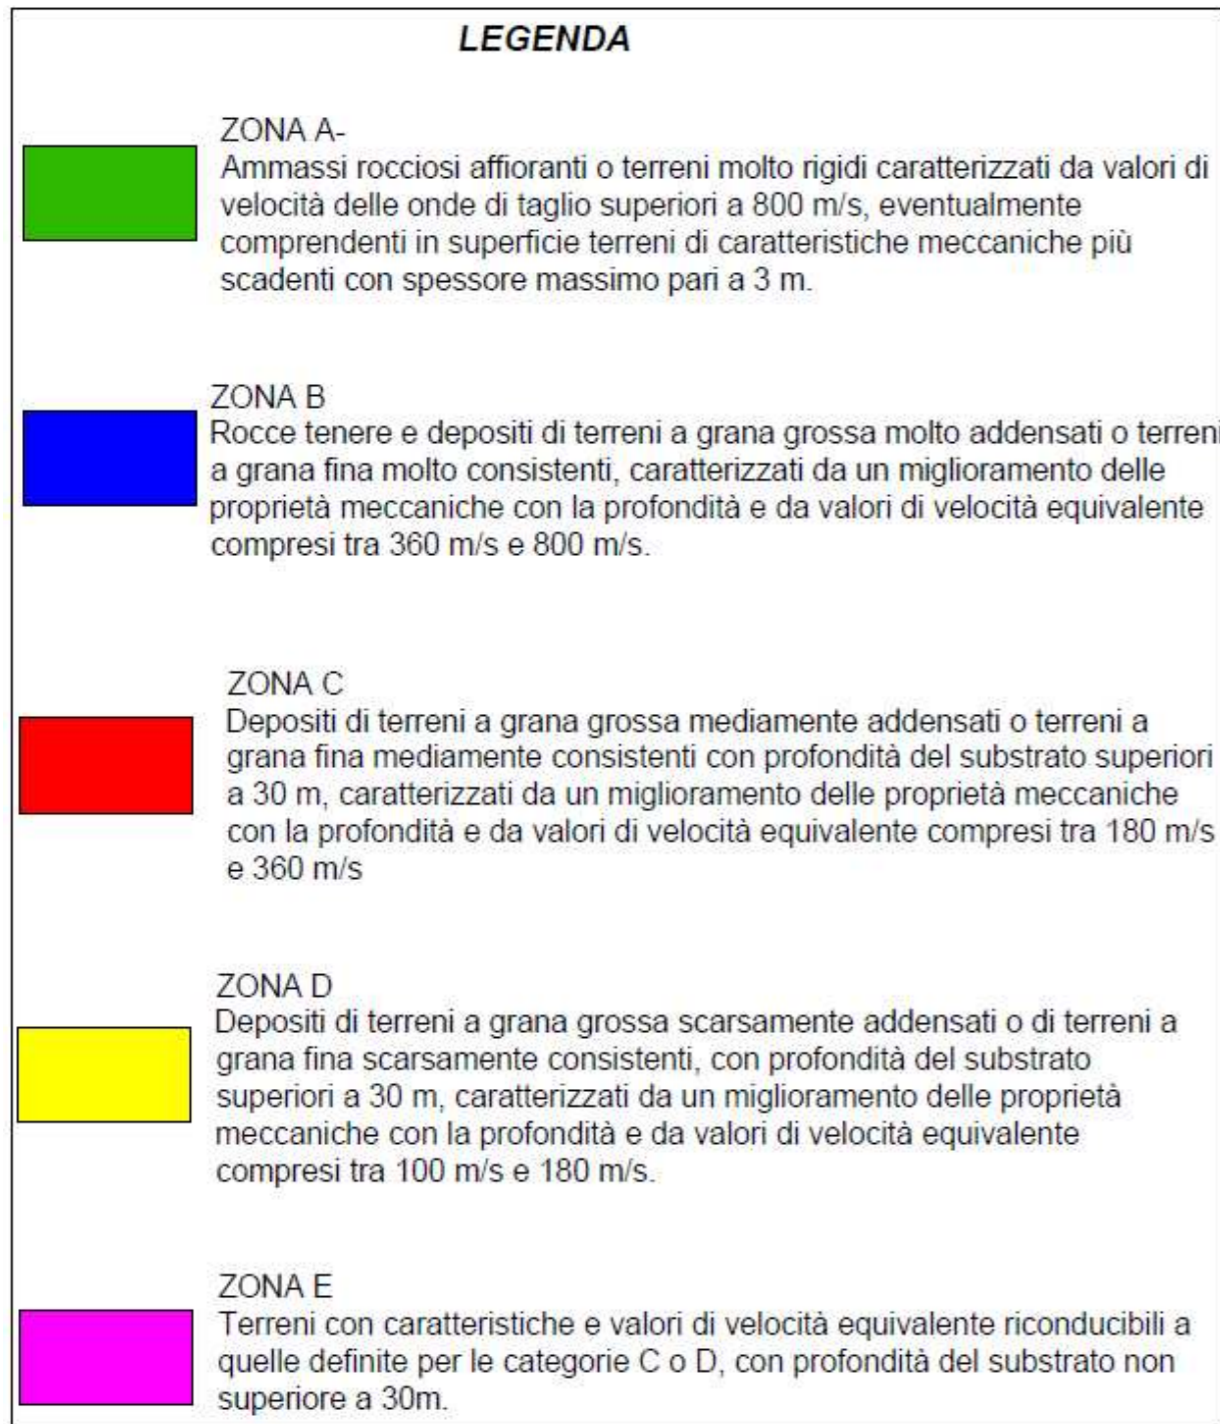 LEGENDA
ZONA A-
Ammassi rocciosi affioranti o terreni molto rigidi caratterizzati da valori di
velocità delle onde di taglio superiori a 800 m/s, eventualmente
comprendenti in superficie terreni di caratteristiche meccaniche più
scadenti con spessore massimo pari a 3 m.
ZONA B
Rocce tenere e depositi di terreni a grana grossa molto addensati o terreni
a grana fina molto consistenti, caratterizzati da un miglioramento delle
proprietà meccaniche con la profondità e da valori di velocità equivalente
compresi tra 360 m/s e 800 m/s.
ZONA C
Depositi di terreni a grana grossa mediamente addensati o terreni a
grana fina mediamente consistenti con profondità del substrato superiori
a 30 m, caratterizzati da un miglioramento delle proprietà meccaniche
con la profondità e da valori di velocità equivalente compresi tra 180 m/s
e 360 m/s
ZONA D
Depositi di terreni a grana grossa scarsamente addensati o di terreni a
grana fina scarsamente consistenti, con profondità del substrato
superiori a 30 m, caratterizzati da un miglioramento delle proprietà
meccaniche con la profondità e da valori di velocità equivalente
compresi tra 100 m/s e 180 m/s.
ZONA E
Terreni con caratteristiche e valori di velocità equivalente riconducibili a
quelle definite per le categorie C o D, con profondità del substrato non
superiore a 30m.